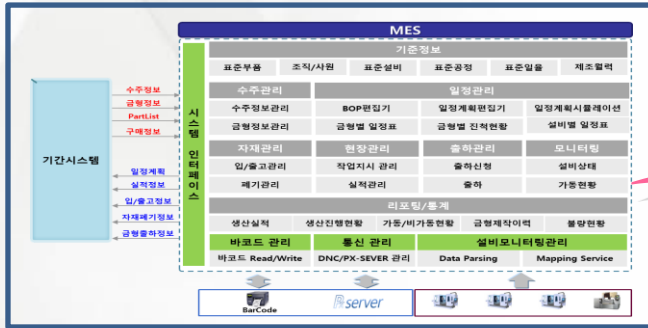 MES
기준정보
표준부품 조직/사원 표준설비 표준공정 표준일율 제조월력
수주관리 일정관리
수주정보관리 BOP편집기 일정계획편집기 일정계획시뮬레이션
금형정보관리 금형별 일정표 금형별 진척현황 설비별 일정표
자재관리 현장관리 출하관리 모니터링
입/출고관리 작업지시 관리 출하신청 설비상태
폐기관리 실적관리 출하 가동현황
리포팅/통계
생산실적 생산진행현황 가동/비가동현황 금형제작이력 불량현황
바코드 관리 통신 관리 설비모니터링관리
바코드 Read/Write DNC/PX-SEVER 관리 Data Parsing Mapping Service
시스템 인터페이스
기간시스템
수주정보
금형정보
PartList
구매정보
일정계획
실적정보
입/출고정보
자재폐기정보
금형출하정보
BarCode
server